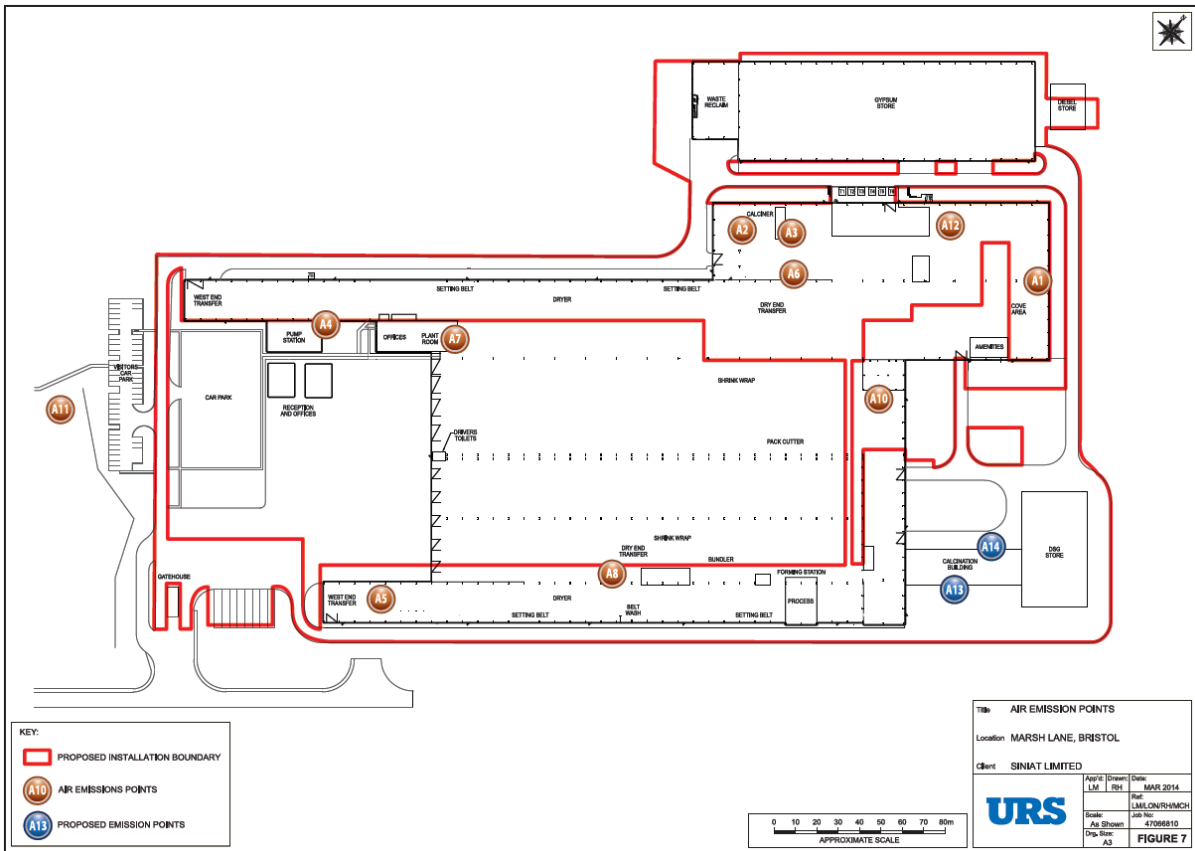 WASTE
RECLAIM
GYPSUM
STORE
DIESEL
STORE
CALCINER
A2
A3
A12
A6
A1
WEST END
TRANSFER
SETTING BELT
DRYER
SETTING BELT
DRY END
TRANSFER
COVE
AREA
A4
PUMP
STATION
OFFICES
PLANT
ROOM
A7
AMENITIES
VISITORS
CAR
PARK
A11
CAR PARK
RECEPTION
AND OFFICES
SHRINK WRAP
A10
DRIVERS
TOILETS
PACK CUTTER
SHRINK WRAP
DRY END
TRANSFER
BUNDLER
A8
FORMING STATION
A14
CALCINATION
BUILDING
A13
DSG
STORE
GATEHOUSE
WEST END
TRANSFER
A5
DRYER
SETTING BELT
BELT
WASH
SETTING BELT
PROCESS
KEY:
PROPOSED INSTALLATION BOUNDARY
A10 AIR EMISSIONS POINTS
A13 PROPOSED EMISSION POINTS
0 10 20 30 40 50 60 70 80m
APPROXIMATE SCALE
Title AIR EMISSION POINTS
Location MARSH LANE, BRISTOL
Client SINIAT LIMITED
URS
App'd: LM
Drawn: RH
Date: MAR 2014
Ref: LM/LON/RH/MCH
Scale: As Shown
Job No: 47066810
Drg. Size: A3
FIGURE 7